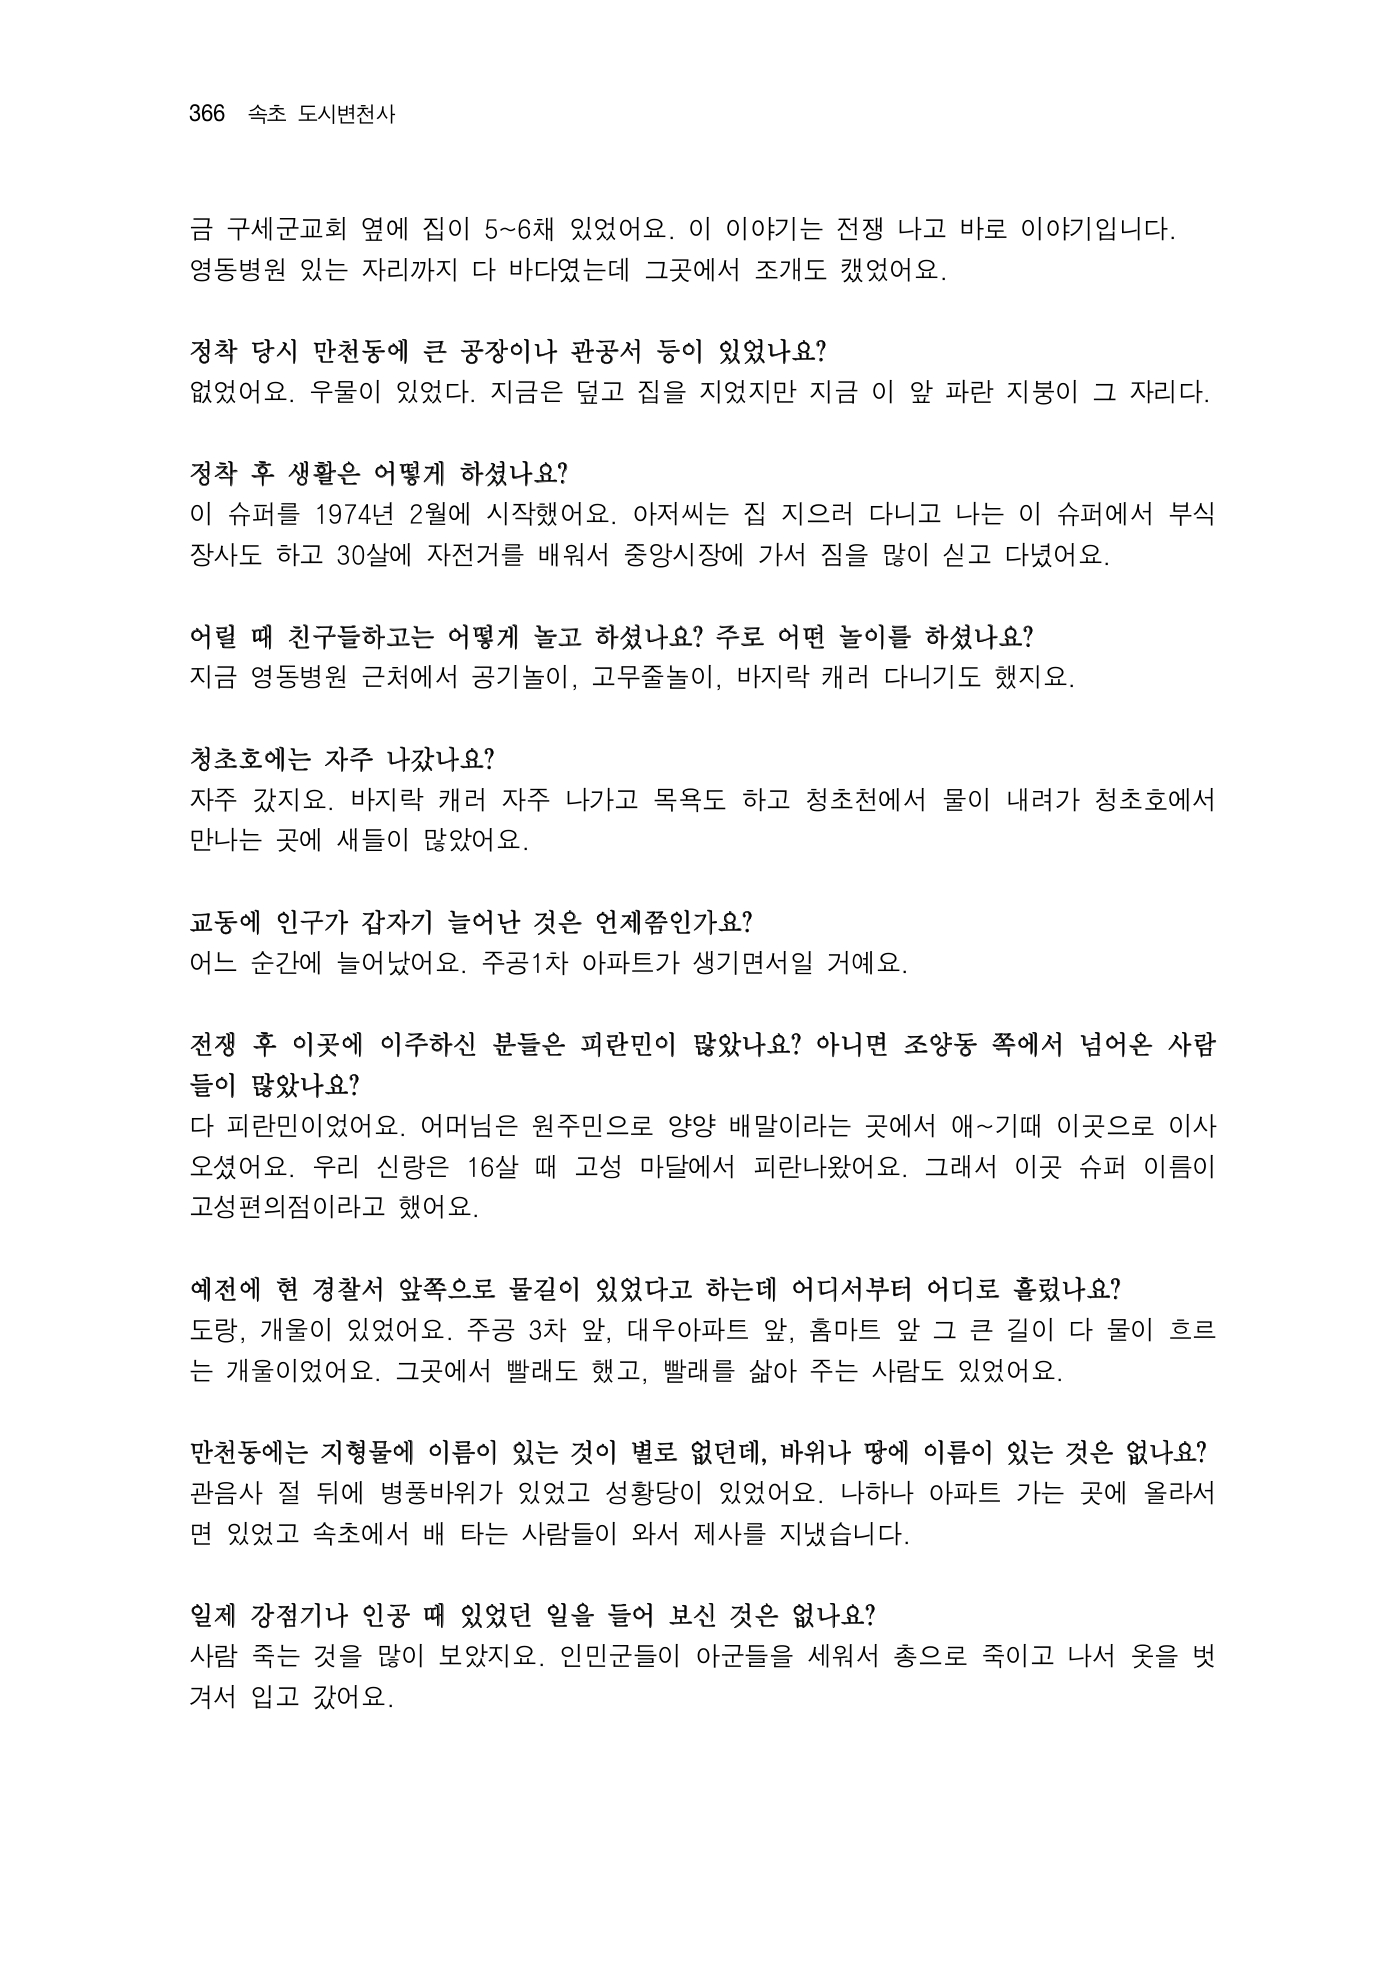 366 속초 도시변천사
금 구세군교회 옆에 집이 5~6채 있었어요. 이 이야기는 전쟁 나고 바로 이야기입니다.
영동병원 있는 자리까지 다 바다였는데 그곳에서 조개도 캤었어요.
정착 당시 만천동에 큰 공장이나 관공서 등이 있었나요?
없었어요. 우물이 있었다. 지금은 덮고 집을 지었지만 지금 이 앞 파란 지붕이 그 자리다.
정착 후 생활은 어떻게 하셨나요?
이 슈퍼를 1974년 2월에 시작했어요. 아저씨는 집 지으러 다니고 나는 이 슈퍼에서 부식
장사도 하고 30살에 자전거를 배워서 중앙시장에 가서 짐을 많이 싣고 다녔어요.
어릴 때 친구들하고는 어떻게 놀고 하셨나요? 주로 어떤 놀이를 하셨나요?
지금 영동병원 근처에서 공기놀이, 고무줄놀이, 바지락 캐러 다니기도 했지요.
청초호에는 자주 나갔나요?
자주 갔지요. 바지락 캐러 자주 나가고 목욕도 하고 청초천에서 물이 내려가 청초호에서
만나는 곳에 새들이 많았어요.
교동에 인구가 갑자기 늘어난 것은 언제쯤인가요?
어느 순간에 늘어났어요. 주공1차 아파트가 생기면서일 거예요.
전쟁 후 이곳에 이주하신 분들은 피란민이 많았나요? 아니면 조양동 쪽에서 넘어온 사람
들이 많았나요?
다 피란민이었어요. 어머님은 원주민으로 양양 배말이라는 곳에서 애~기때 이곳으로 이사
오셨어요. 우리 신랑은 16살 때 고성 마달에서 피란나왔어요. 그래서 이곳 슈퍼 이름이
고성편의점이라고 했어요.
예전에 현 경찰서 앞쪽으로 물길이 있었다고 하는데 어디서부터 어디로 흘렀나요?
도랑, 개울이 있었어요. 주공 3차 앞, 대우아파트 앞, 홈마트 앞 그 큰 길이 다 물이 흐르
는 개울이었어요. 그곳에서 빨래도 했고, 빨래를 삶아 주는 사람도 있었어요.
만천동에는 지형물에 이름이 있는 것이 별로 없던데, 바위나 땅에 이름이 있는 것은 없나요?
관음사 절 뒤에 병풍바위가 있었고 성황당이 있었어요. 나하나 아파트 가는 곳에 올라서
면 있었고 속초에서 배 타는 사람들이 와서 제사를 지냈습니다.
일제 강점기나 인공 때 있었던 일을 들어 보신 것은 없나요?
사람 죽는 것을 많이 보았지요. 인민군들이 아군들을 세워서 총으로 죽이고 나서 옷을 벗
겨서 입고 갔어요.